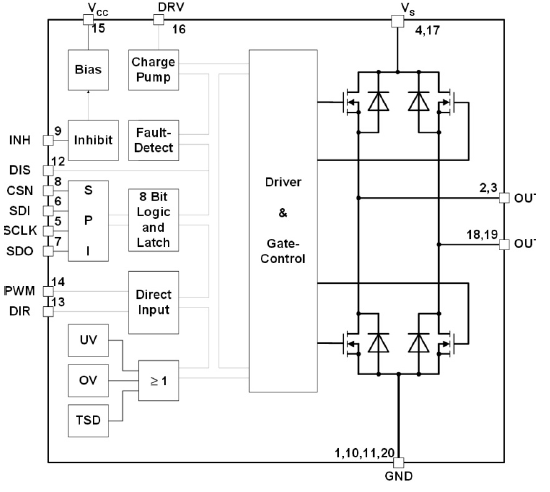 VCC
DRV
VS
15
16
4,17
Bias
Charge
Pump
INH
9
Inhibit
Fault-
Detect
DIS
12
CSN
8
SDI
6
SCLK
5
SDO
7
S
P
I
8 Bit
Logic
and
Latch
Driver
&
Gate-
Control
2,3
OUT
18,19
OUT
PWM
14
DIR
13
Direct
Input
UV
OV
TSD
≥ 1
1,10,11,20
GND